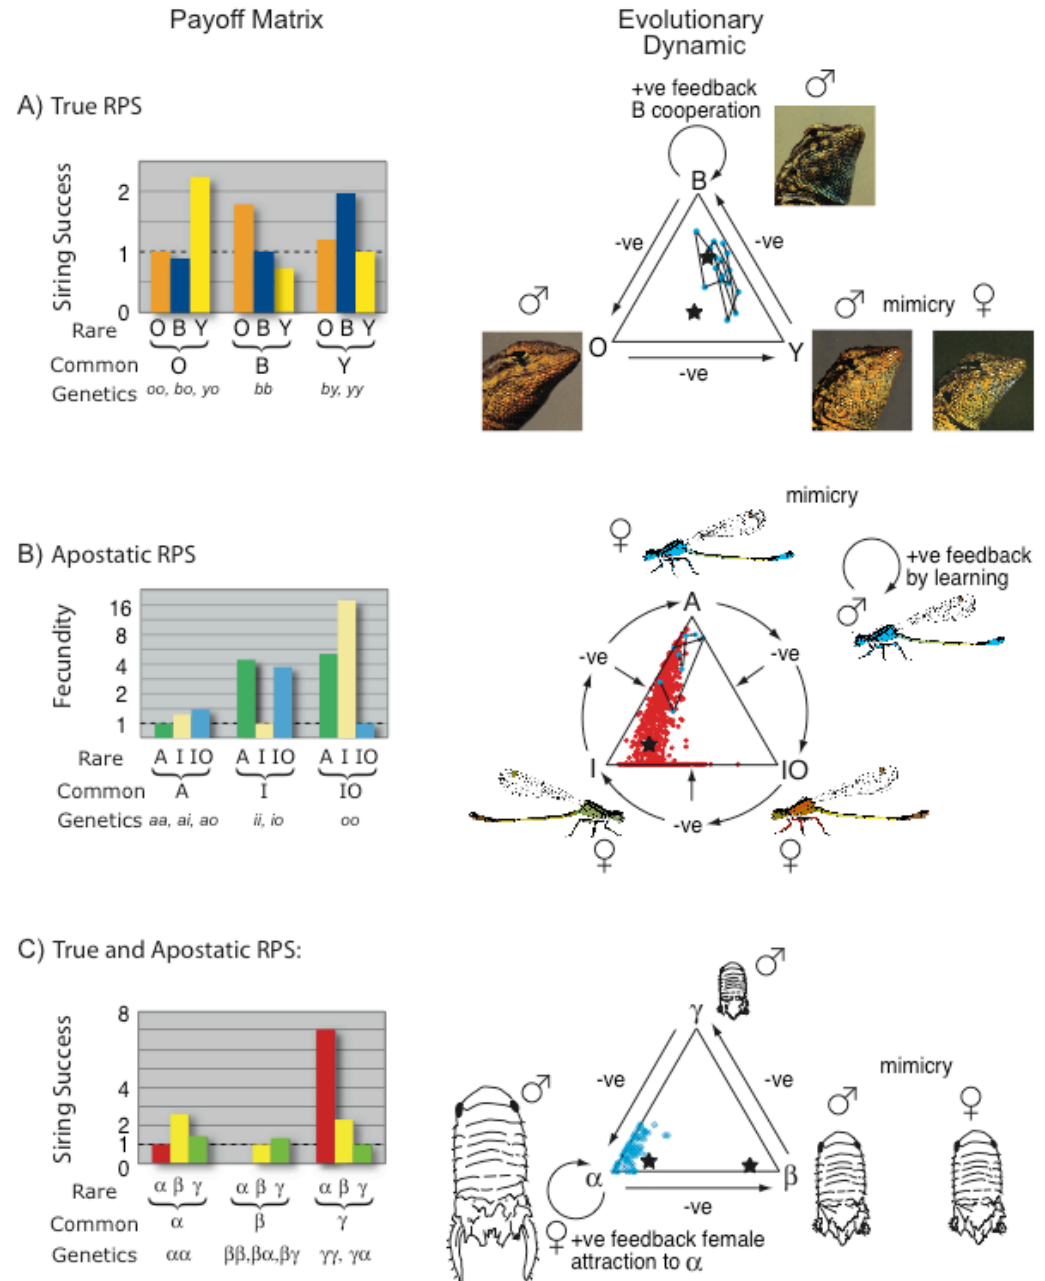 Payoff Matrix
Evolutionary
Dynamic
A) True RPS
Siring Success
2
1
0
Rare
O B Y O B Y O B Y
Common
O B Y
Genetics oo, bo, yo bb by, yy
+ve feedback
B cooperation
♂
B
-ve
-ve
♂
♂ mimicry ♀
O
Y
-ve
B) Apostatic RPS
Fecundity
16
8
4
2
1
Rare A I IO A I IO A I IO
Common A I IO
Genetics aa, ai, ao ii, io oo
mimicry
♀
+ve feedback
by learning
♂
A
-ve
-ve
I
IO
-ve
♀
♀
C) True and Apostatic RPS:
Siring Success
8
4
2
1
0
Rare α β γ α β γ α β γ
Common α β γ
Genetics αα ββ,βα,βγ γγ, γα
♂
γ
-ve
-ve
mimicry
♂
♂
♀
α
β
-ve
♀ +ve feedback female
attraction to α